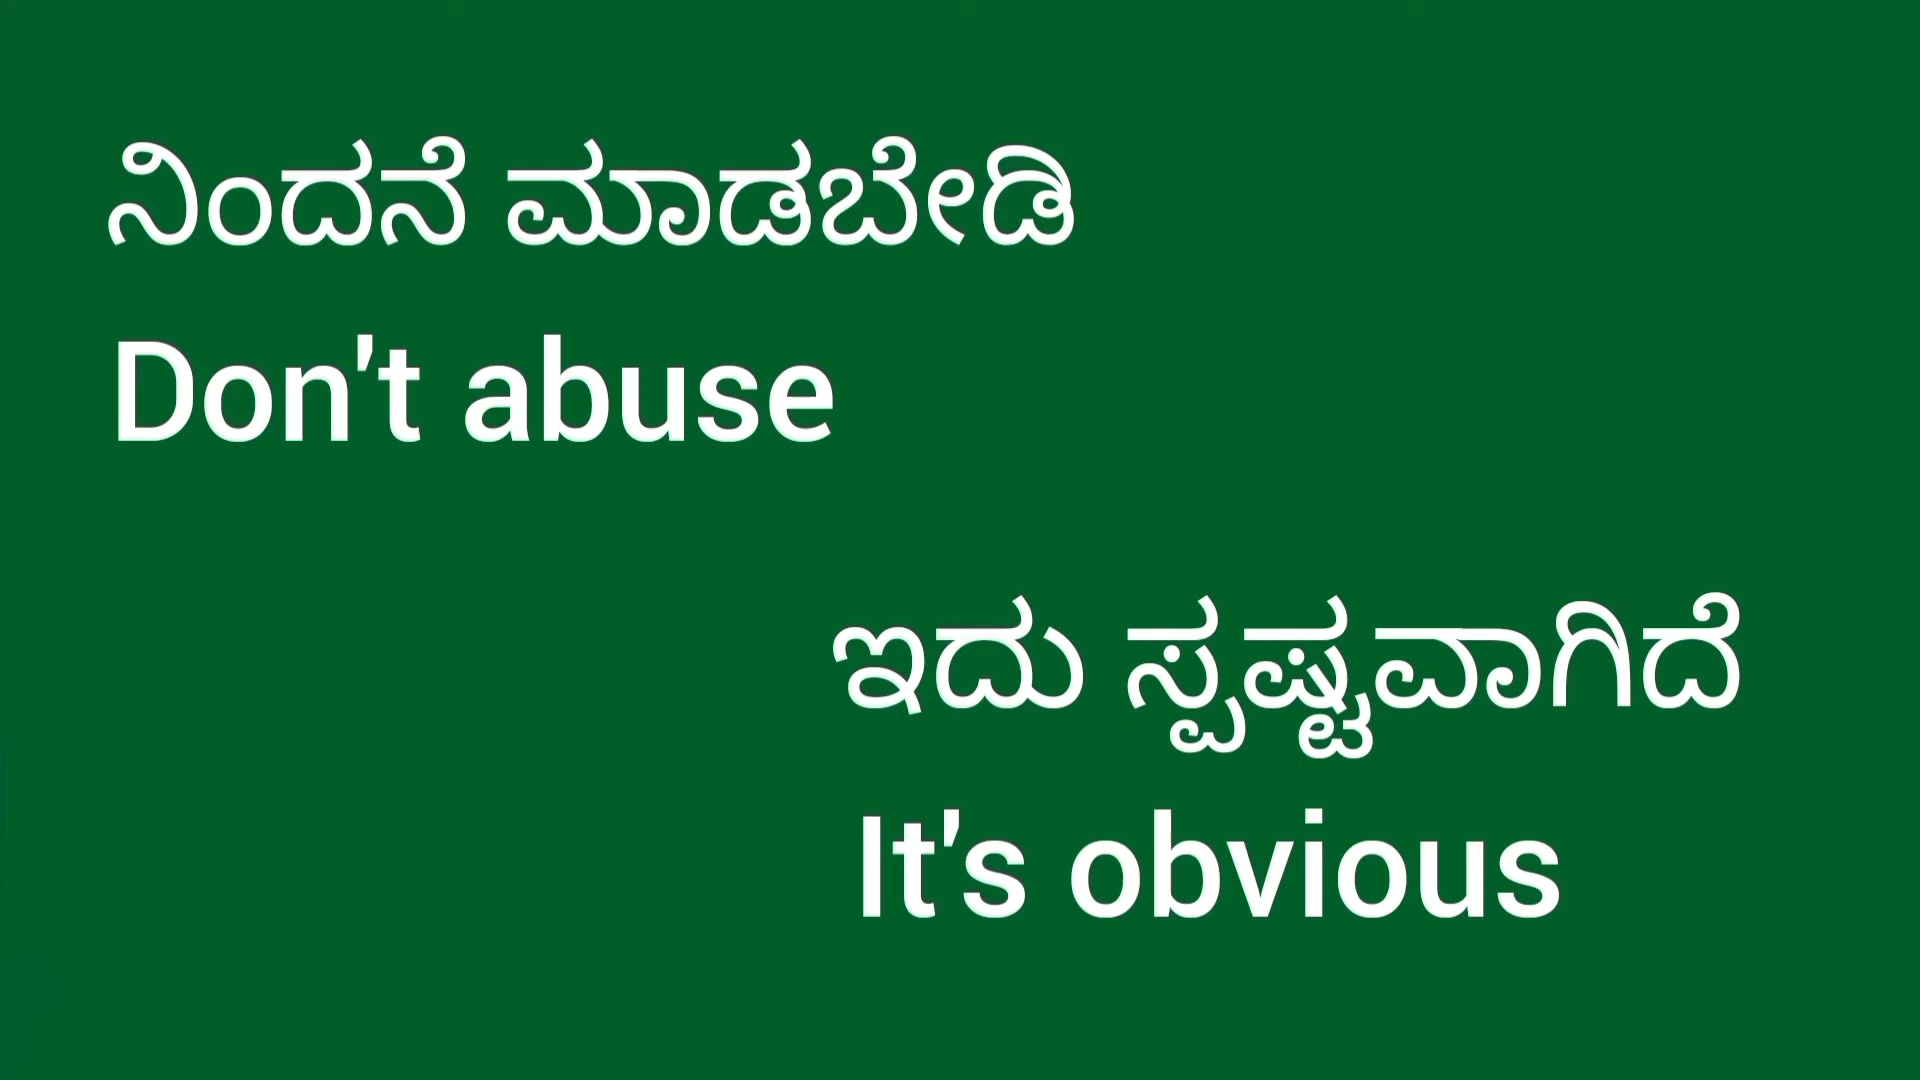 ನಿಂದನೆ ಮಾಡಬೇಡಿ
Don't abuse
ಇದು ಸ್ಪಷ್ಟವಾಗಿದೆ
It's obvious